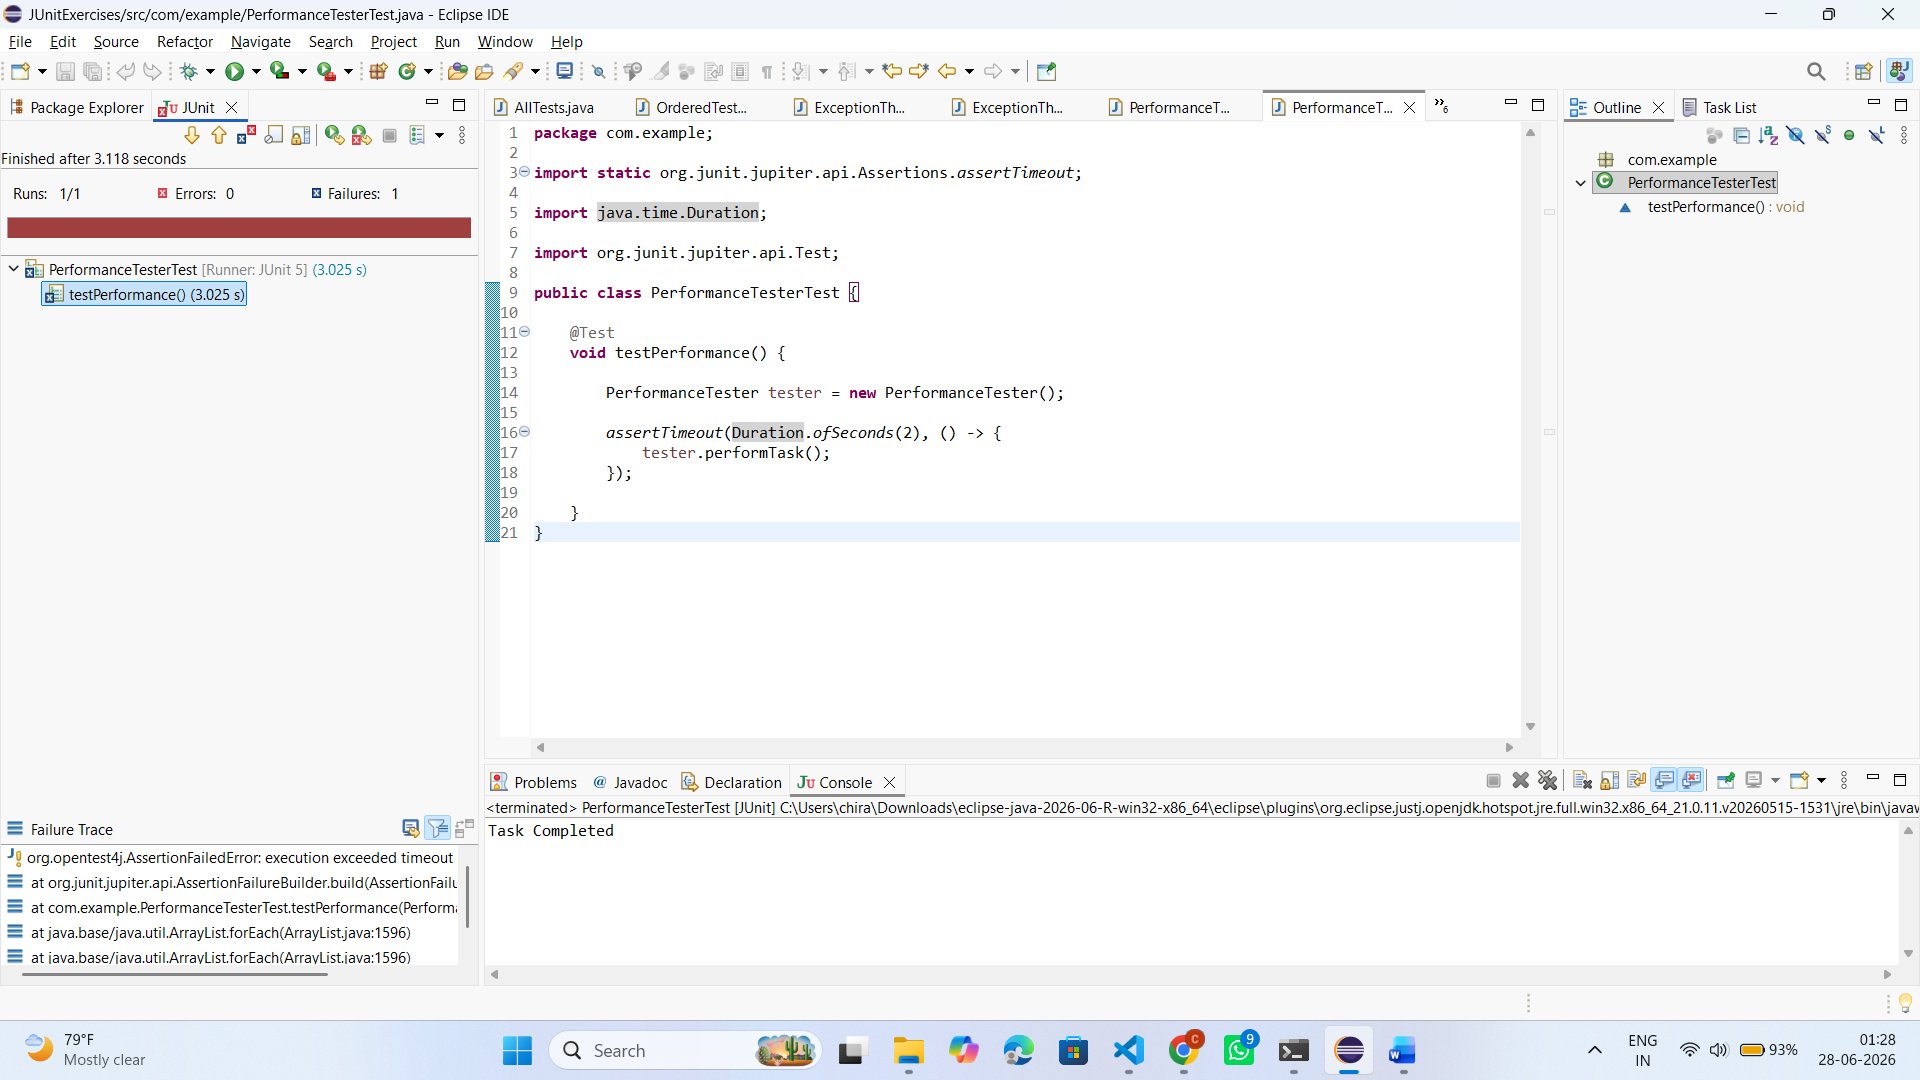 JUnitExercises/src/com/example/PerformanceTesterTest.java - Eclipse IDE
File Edit Source Refactor Navigate Search Project Run Window Help
Package Explorer JUnit
Finished after 3.118 seconds
Runs: 1/1 Errors: 0 Failures: 1
PerformanceTesterTest [Runner: JUnit 5] (3.025 s)
testPerformance() (3.025 s)
Failure Trace
org.opentest4j.AssertionFailedError: execution exceeded timeout
at org.junit.jupiter.api.AssertionFailureBuilder.build(AssertionFailu
at com.example.PerformanceTesterTest.testPerformance(Performa
at java.base/java.util.ArrayList.forEach(ArrayList.java:1596)
at java.base/java.util.ArrayList.forEach(ArrayList.java:1596)
AllTests.java OrderedTest... ExceptionTh... ExceptionTh... PerformanceT... PerformanceT... »6
1 package com.example;
2
3 import static org.junit.jupiter.api.Assertions.assertTimeout;
4
5 import java.time.Duration;
6
7 import org.junit.jupiter.api.Test;
8
9 public class PerformanceTesterTest {
10
11 @Test
12 void testPerformance() {
13
14 PerformanceTester tester = new PerformanceTester();
15
16 assertTimeout(Duration.ofSeconds(2), () -> {
17 tester.performTask();
18 });
19
20 }
21 }
Outline Task List
com.example
PerformanceTesterTest
testPerformance() : void
Problems Javadoc Declaration Console
<terminated> PerformanceTesterTest [JUnit] C:\Users\chira\Downloads\eclipse-java-2026-06-R-win32-x86_64\eclipse\plugins\org.eclipse.justj.openjdk.hotspot.jre.full.win32.x86_64_21.0.11.v20260515-1531\jre\bin\javaw
Task Completed
79°F
Mostly clear
Search
C
9
ENG
IN
93%
01:28
28-06-2026